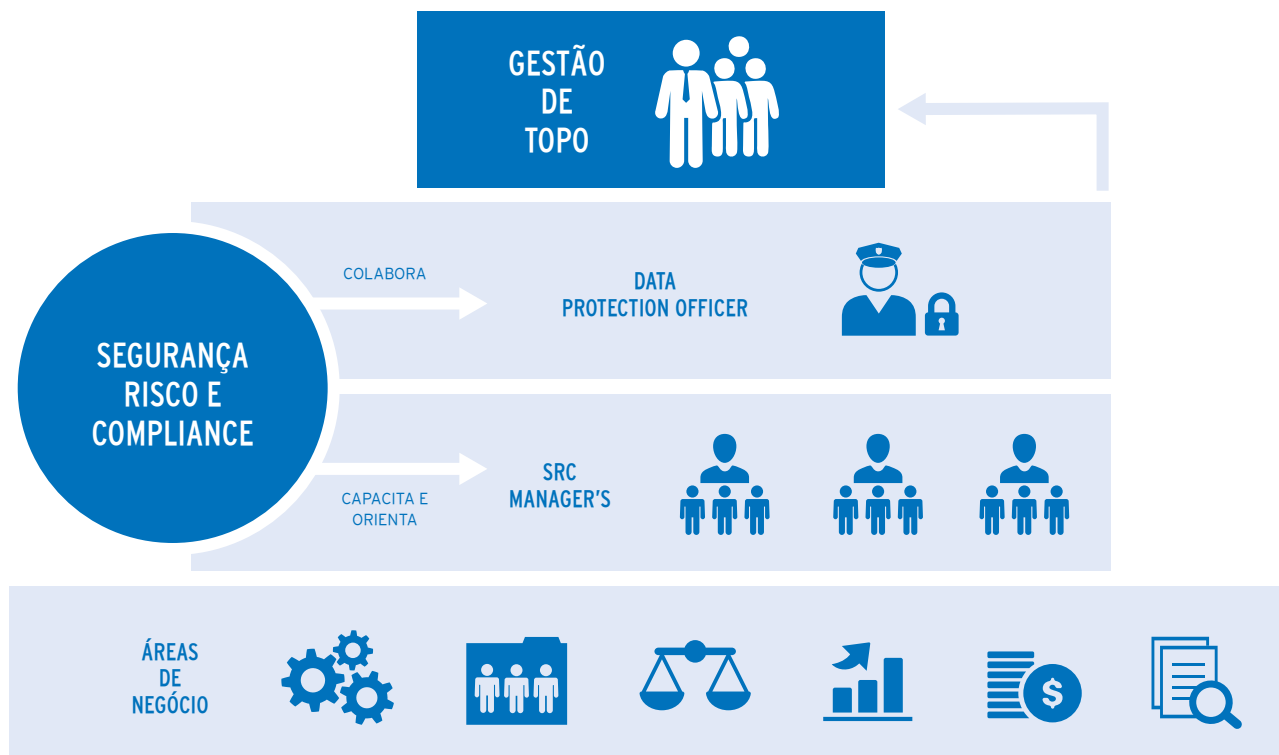 GESTÃO
DE
TOPO
COLABORA
DATA
PROTECTION OFFICER
SEGURANÇA
RISCO E
COMPLIANCE
CAPACITA E
ORIENTA
SRC
MANAGER'S
ÁREAS
DE
NEGÓCIO
$